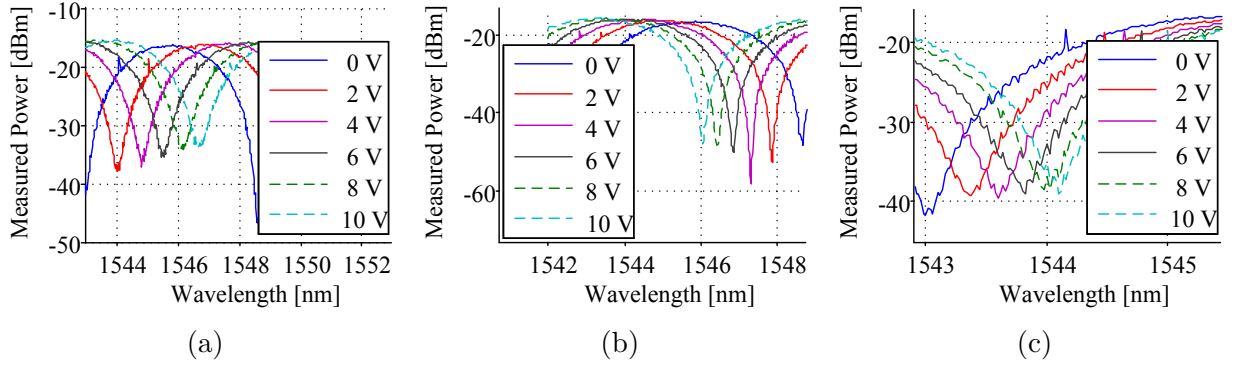 -10
-20
-30
-40
-50
Measured Power [dBm]
1544 1546 1548 1550 1552
Wavelength [nm]
0 V
2 V
4 V
6 V
8 V
10 V
(a)
-20
-40
-60
Measured Power [dBm]
1542 1544 1546 1548
Wavelength [nm]
0 V
2 V
4 V
6 V
8 V
10 V
(b)
-20
-30
-40
Measured Power [dBm]
1543 1544 1545
Wavelength [nm]
0 V
2 V
4 V
6 V
8 V
10 V
(c)